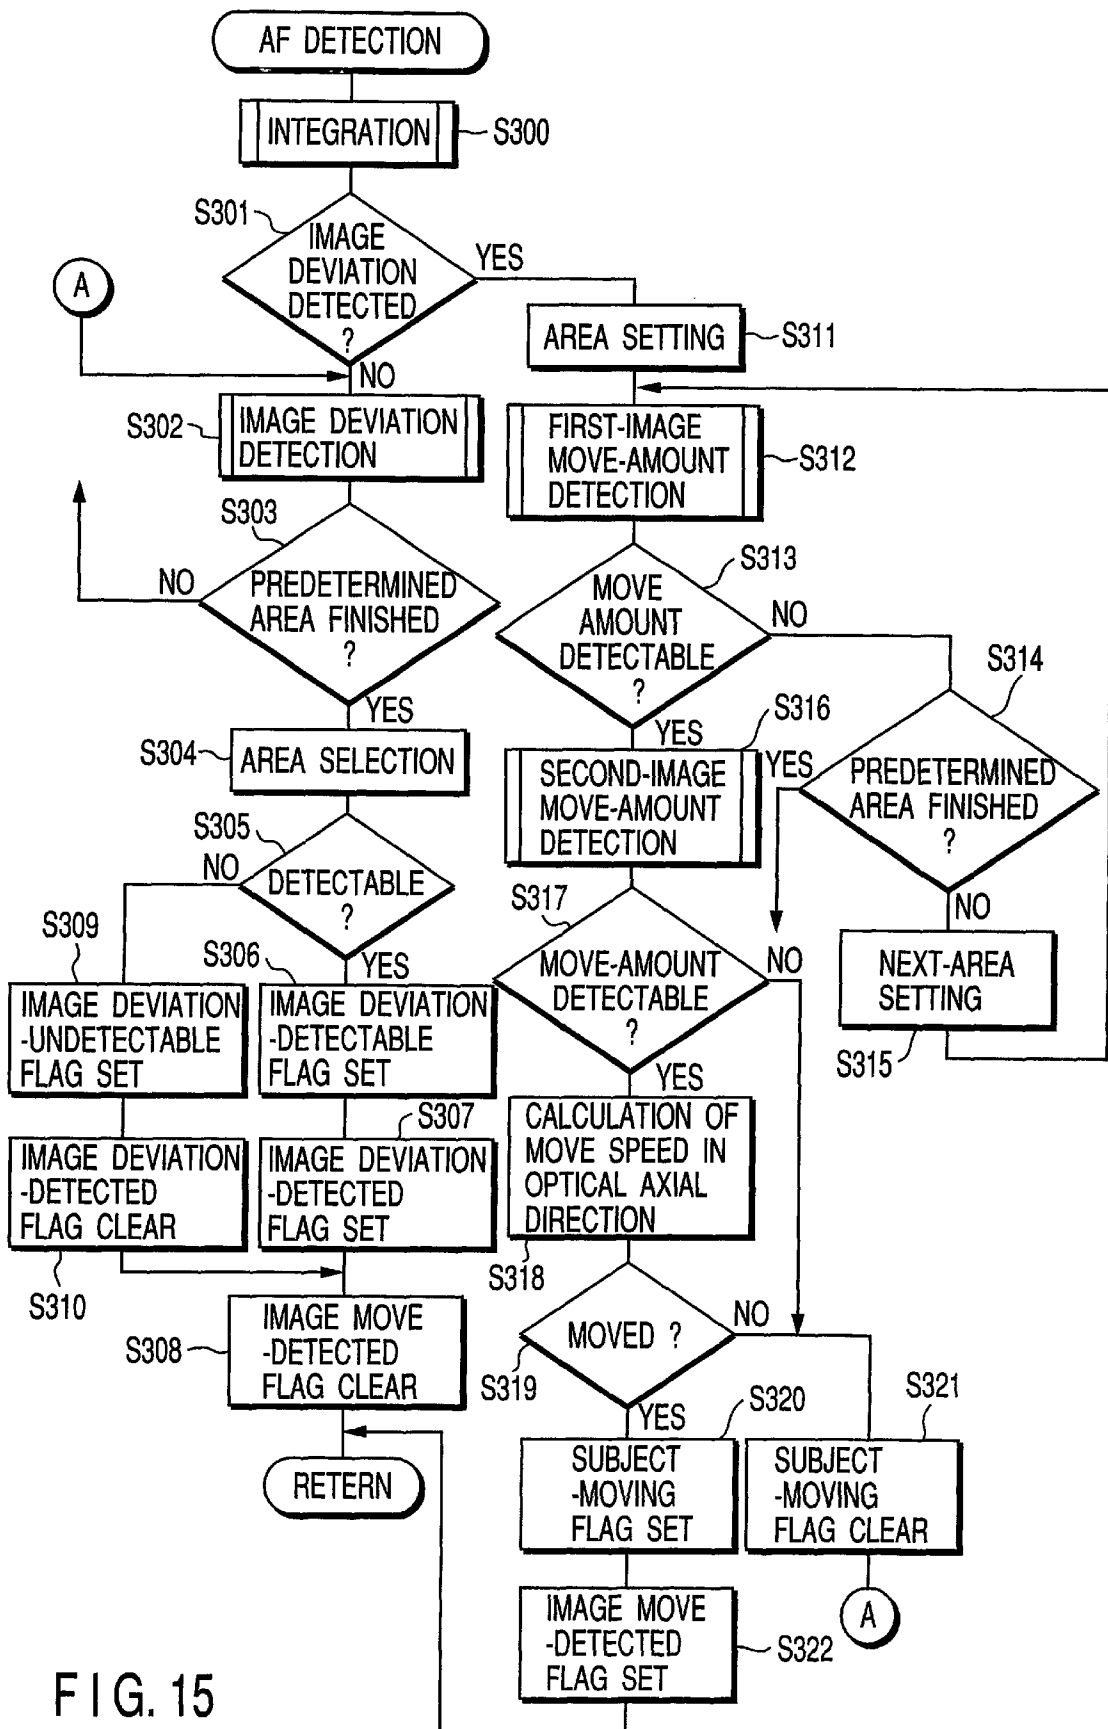 AF DETECTION
INTEGRATION
S300
S301
IMAGE
DEVIATION
DETECTED
?
YES
NO
A
S302
IMAGE DEVIATION
DETECTION
S303
NO
PREDETERMINED
AREA FINISHED
?
YES
S304
AREA SELECTION
S305
NO
DETECTABLE
?
YES
S309
IMAGE DEVIATION
-UNDETECTABLE
FLAG SET
S306
IMAGE DEVIATION
-DETECTABLE
FLAG SET
IMAGE DEVIATION
-DETECTED
FLAG CLEAR
S310
S307
IMAGE DEVIATION
-DETECTED
FLAG SET
S308
IMAGE MOVE
-DETECTED
FLAG CLEAR
RETERN
AREA SETTING
S311
FIRST-IMAGE
MOVE-AMOUNT
DETECTION
S312
S313
MOVE
AMOUNT
DETECTABLE
?
NO
YES
S314
PREDETERMINED
AREA FINISHED
?
YES
NO
NEXT-AREA
SETTING
S315
S316
SECOND-IMAGE
MOVE-AMOUNT
DETECTION
S317
MOVE-AMOUNT
DETECTABLE
?
NO
YES
CALCULATION OF
MOVE SPEED IN
OPTICAL AXIAL
DIRECTION
S318
MOVED ?
S319
NO
YES
S320
SUBJECT
-MOVING
FLAG SET
S321
SUBJECT
-MOVING
FLAG CLEAR
A
IMAGE MOVE
-DETECTED
FLAG SET
S322
FIG. 15